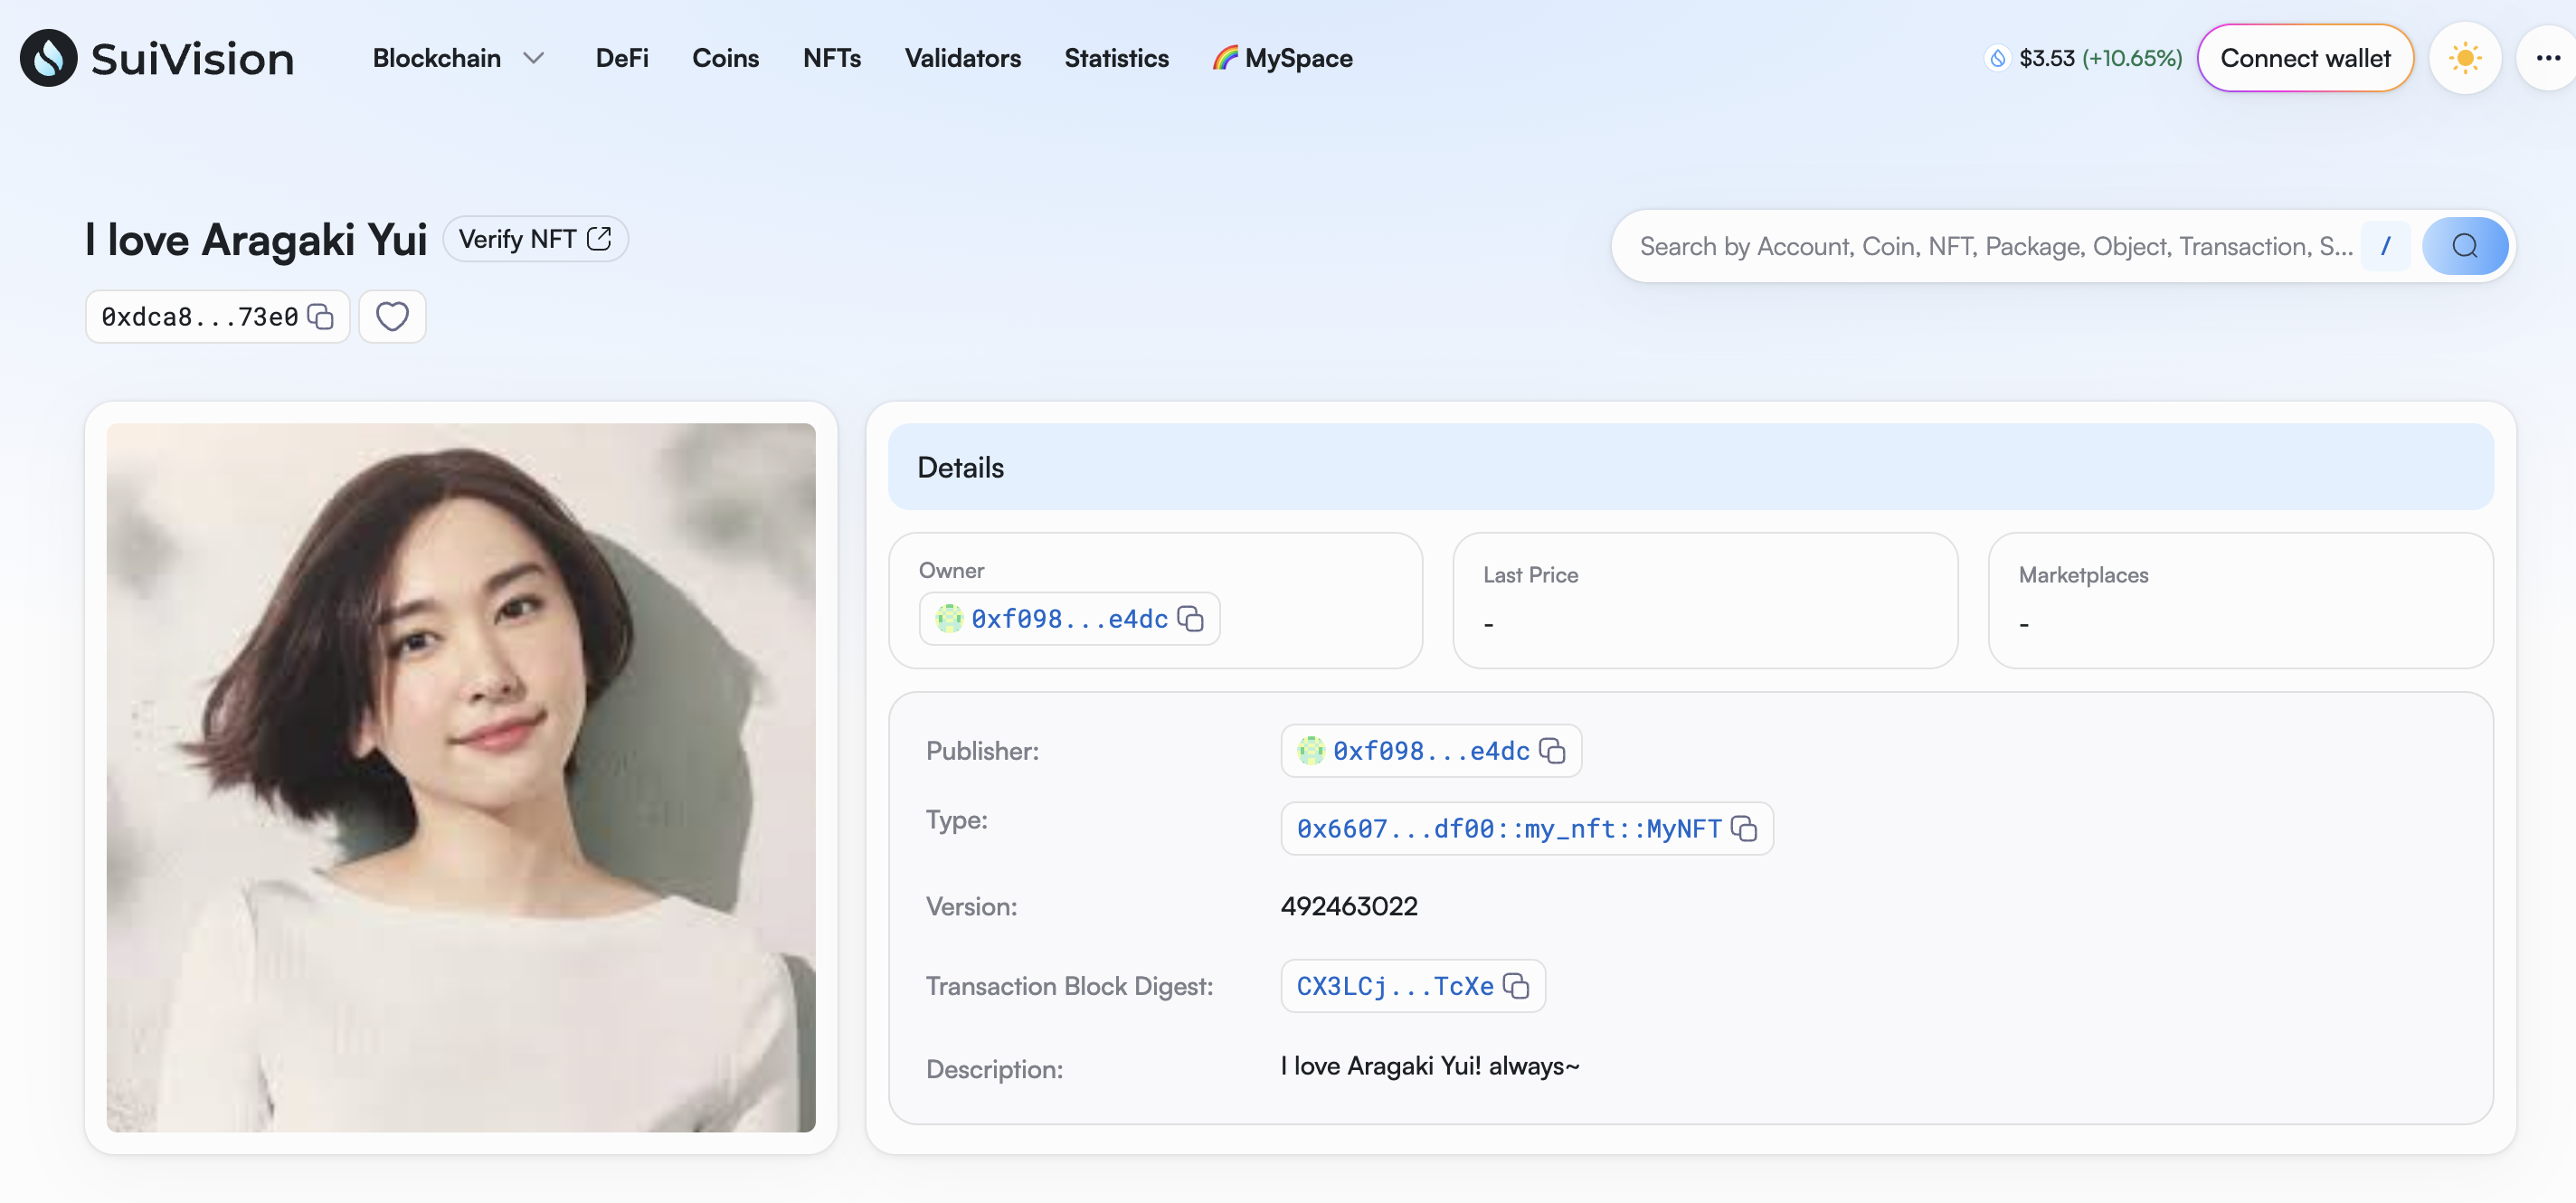 SuiVision
Blockchain DeFi Coins NFTs Validators Statistics MySpace
$3.53 (+10.65%) Connect wallet
I love Aragaki Yui Verify NFT
Search by Account, Coin, NFT, Package, Object, Transaction, S... /
0xdca8...73e0
Details
Owner
0xf098...e4dc
Last Price
-
Marketplaces
-
Publisher: 0xf098...e4dc
Type: 0x6607...df00::my_nft::MyNFT
Version: 492463022
Transaction Block Digest: CX3LCj...TcXe
Description: I love Aragaki Yui! always~